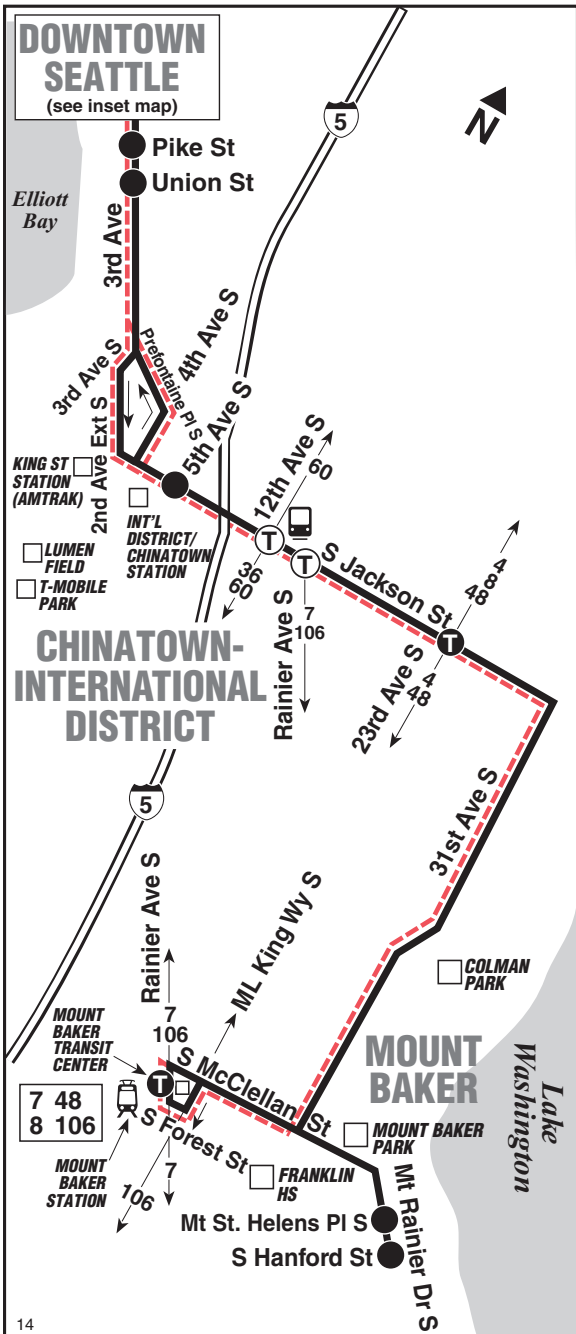 DOWNTOWN
SEATTLE
(see inset map)
5
N
Pike St
Union St
Elliott
Bay
3rd Ave
4th Ave S
Prefontaine Pl S
3rd Ave S
2nd Ave Ext S
5th Ave S
KING ST
STATION
(AMTRAK)
INT'L
DISTRICT/
CHINATOWN
STATION
LUMEN
FIELD
T-MOBILE
PARK
12th Ave S
60
T
T
36
60
S Jackson St
4
8
48
T
7
106
Rainier Ave S
23rd Ave S
4
48
CHINATOWN-
INTERNATIONAL
DISTRICT
31st Ave S
5
Rainier Ave S
ML King Wy S
COLMAN
PARK
7
106
MOUNT
BAKER
TRANSIT
CENTER
T
S McClellan St
MOUNT
BAKER
Lake
Washington
7 48
8 106
S Forest St
MOUNT BAKER
PARK
MOUNT
BAKER
STATION
7
106
FRANKLIN
HS
Mt St. Helens Pl S
S Hanford St
Mt Rainier Dr S
14